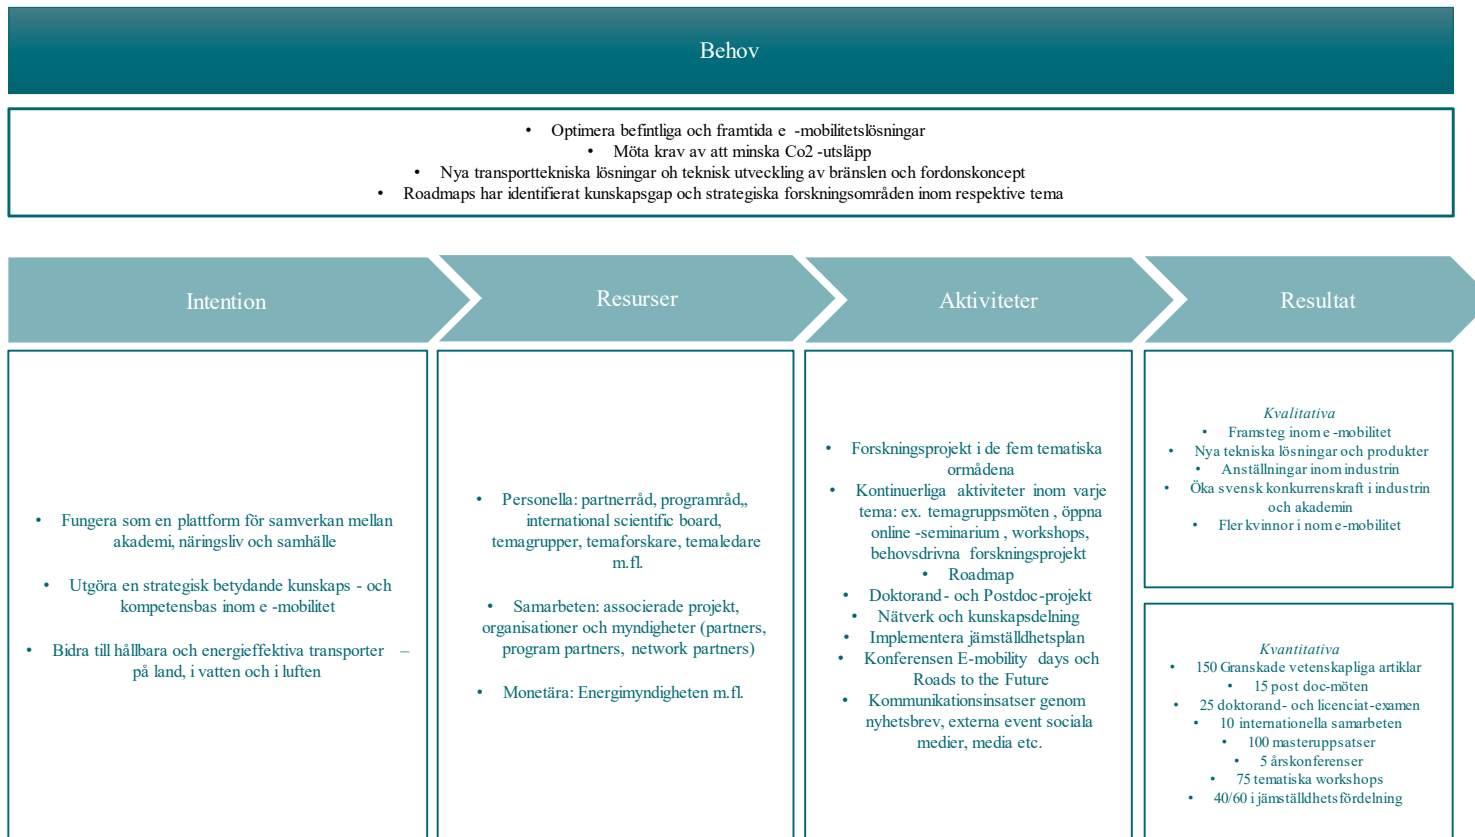 Behov
• Optimera befintliga och framtida e -mobilitetslösningar
• Möta krav av att minska Co2 -utsläpp
• Nya transporttekniska lösningar oh teknisk utveckling av bränslen och fordonskoncept
• Roadmaps har identifierat kunskapsgap och strategiska forskningsområden inom respektive tema
Intention
• Fungera som en plattform för samverkan mellan
akademi, näringsliv och samhälle
• Utgöra en strategisk betydande kunskaps - och
kompetensbas inom e -mobilitet
• Bidra till hållbara och energieffektiva transporter –
på land, i vatten och i luften
Resurser
• Personella: partnerråd, programråd,,
international scientific board,
temagrupper, temaforskare, temaledare
m.fl.
• Samarbeten: associerade projekt,
organisationer och myndigheter (partners,
program partners, network partners)
• Monetära: Energimyndigheten m.fl.
Aktiviteter
• Forskningsprojekt i de fem tematiska
ormådena
• Kontinuerliga aktiviteter inom varje
tema: ex. temagruppsmöten , öppna
online -seminarium , workshops,
behovsdrivna forskningsprojekt
• Roadmap
• Doktorand- och Postdoc-projekt
• Nätverk och kunskapsdelning
• Implementera jämställdhetsplan
• Konferensen E-mobility days och
Roads to the Future
• Kommunikationsinsatser genom
nyhetsbrev, externa event sociala
medier, media etc.
Resultat
Kvalitativa
• Framsteg inom e -mobilitet
• Nya tekniska lösningar och produkter
• Anställningar inom industrin
• Öka svensk konkurrenskraft i industrin
och akademin
• Fler kvinnor i nom e-mobilitet
Kvantitativa
• 150 Granskade vetenskapliga artiklar
• 15 post doc-möten
• 25 doktorand- och licenciat-examen
• 10 internationella samarbeten
• 100 masteruppsatser
• 5 årskonferenser
• 75 tematiska workshops
• 40/60 i jämställdhetsfördelning